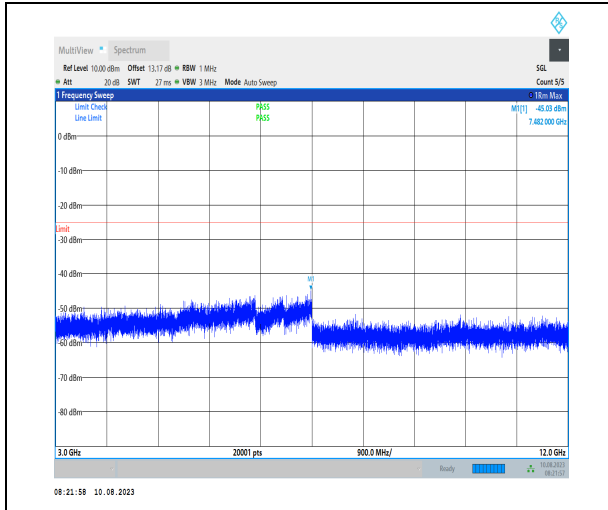 MultiView Spectrum
Ref Level 10.00 dBm Offset 13.17 dB RBW 1 MHz SGL
Att 20 dB SWT 27 ms VBW 3 MHz Mode Auto Sweep Count 5/5
1 Frequency Sweep 1Rm Max
Limit Check PASS M1[1] -45.03 dBm
Line Limit PASS 7.482 000 GHz
0 dBm
-10 dBm
-20 dBm
Limit
-30 dBm
-40 dBm
M1
-50 dBm
-60 dBm
-70 dBm
-80 dBm
3.0 GHz 20001 pts 900.0 MHz/ 12.0 GHz
Ready 10.08.2023
08:21:57
08:21:58 10.08.2023